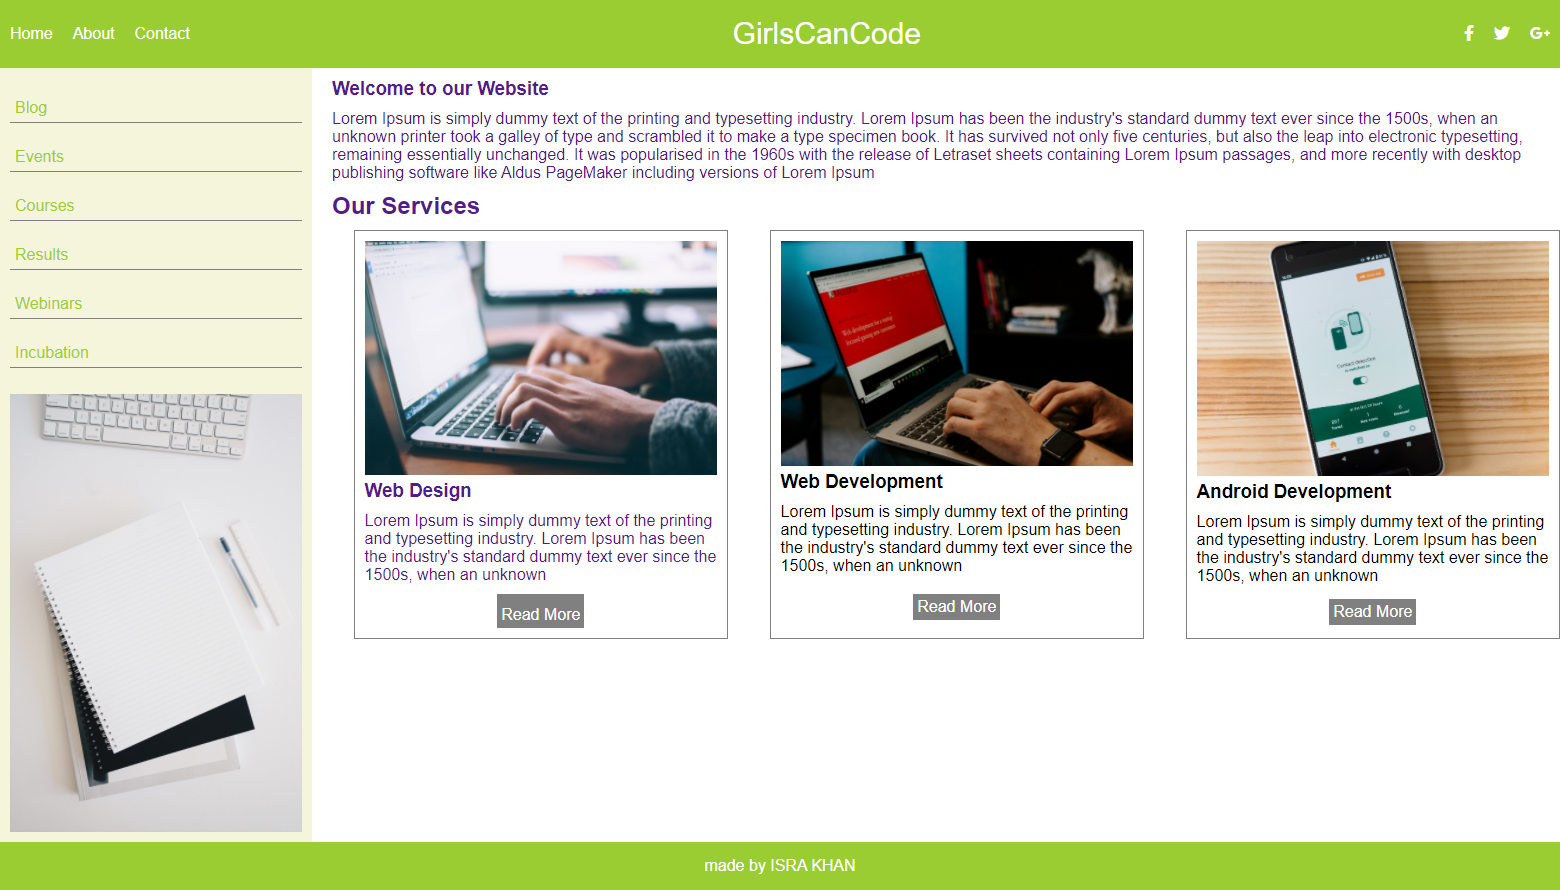 Home About Contact
GirlsCanCode
Blog
Events
Courses
Results
Webinars
Incubation
Welcome to our Website
Lorem Ipsum is simply dummy text of the printing and typesetting industry. Lorem Ipsum has been the industry's standard dummy text ever since the 1500s, when an
unknown printer took a galley of type and scrambled it to make a type specimen book. It has survived not only five centuries, but also the leap into electronic typesetting,
remaining essentially unchanged. It was popularised in the 1960s with the release of Letraset sheets containing Lorem Ipsum passages, and more recently with desktop
publishing software like Aldus PageMaker including versions of Lorem Ipsum
Our Services
Web Design
Lorem Ipsum is simply dummy text of the printing
and typesetting industry. Lorem Ipsum has been
the industry's standard dummy text ever since the
1500s, when an unknown
Read More
Web development for a startup
focused gaining new customers
Web Development
Lorem Ipsum is simply dummy text of the printing
and typesetting industry. Lorem Ipsum has been
the industry's standard dummy text ever since the
1500s, when an unknown
Read More
Android Development
Lorem Ipsum is simply dummy text of the printing
and typesetting industry. Lorem Ipsum has been
the industry's standard dummy text ever since the
1500s, when an unknown
Read More
made by ISRA KHAN